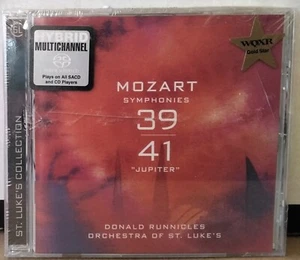 HYBRID
MULTICHANNEL
SACD
Plays on All SACD
and CD Players
WQXR
MOZART
SYMPHONIES
39
41
"JUPITER"
DONALD RUNNICLES
ORCHESTRA OF ST. LUKE'S
ST. LUKE'S COLLECTION